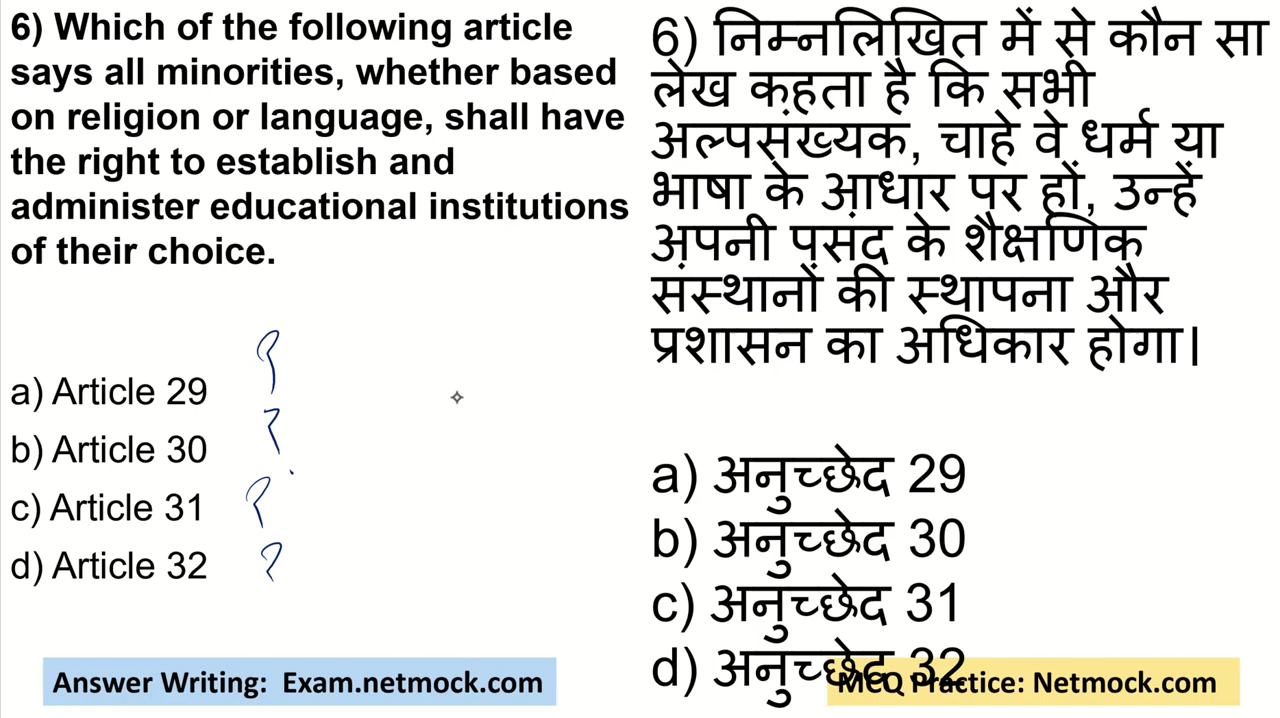 6) Which of the following article
says all minorities, whether based
on religion or language, shall have
the right to establish and
administer educational institutions
of their choice.
a) Article 29 ?
b) Article 30 ?
c) Article 31 ?
d) Article 32 ?
Answer Writing: Exam.netmock.com
6) निम्नलिखित में से कौन सा
लेख कहता है कि सभी
अल्पसंख्यक, चाहे वे धर्म या
भाषा के आधार पर हों, उन्हें
अपनी पसंद के शैक्षणिक
संस्थानों की स्थापना और
प्रशासन का अधिकार होगा।
a) अनुच्छेद 29
b) अनुच्छेद 30
c) अनुच्छेद 31
d) अनुच्छेद 32
MCQ Practice: Netmock.com